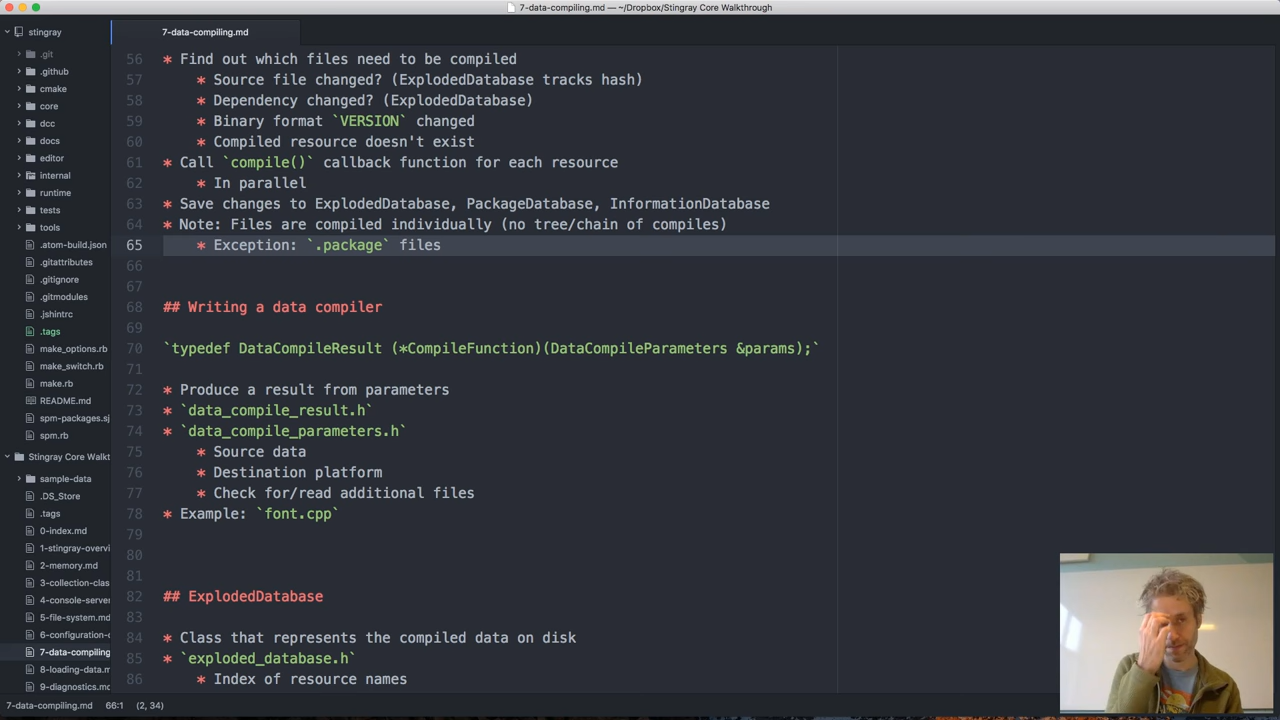 7-data-compiling.md — ~/Dropbox/Stingray Core Walkthrough
stingray
.git
.github
cmake
core
dcc
docs
editor
internal
runtime
tests
tools
.atom-build.json
.gitattributes
.gitignore
.gitmodules
.jshintrc
.tags
make_options.rb
make_switch.rb
make.rb
README.md
spm-packages.sj
spm.rb
Stingray Core Walkt
sample-data
.DS_Store
.tags
0-index.md
1-stingray-overvi
2-memory.md
3-collection-clas
4-console-server
5-file-system.md
6-configuration-c
7-data-compiling
8-loading-data.m
9-diagnostics.md
7-data-compiling.md
56 * Find out which files need to be compiled
57 * Source file changed? (ExplodedDatabase tracks hash)
58 * Dependency changed? (ExplodedDatabase)
59 * Binary format `VERSION` changed
60 * Compiled resource doesn't exist
61 * Call `compile()` callback function for each resource
62 * In parallel
63 * Save changes to ExplodedDatabase, PackageDatabase, InformationDatabase
64 * Note: Files are compiled individually (no tree/chain of compiles)
65 * Exception: `.package` files
66
67
68 ## Writing a data compiler
69
70 `typedef DataCompileResult (*CompileFunction)(DataCompileParameters &params);`
71
72 * Produce a result from parameters
73 * `data_compile_result.h`
74 * `data_compile_parameters.h`
75 * Source data
76 * Destination platform
77 * Check for/read additional files
78 * Example: `font.cpp`
79
80
81
82 ## ExplodedDatabase
83
84 * Class that represents the compiled data on disk
85 * `exploded_database.h`
86 * Index of resource names
7-data-compiling.md 66:1 (2, 34)